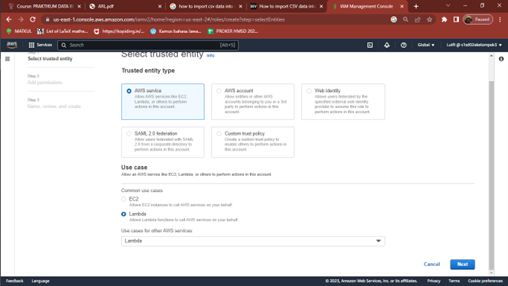 Course: PRAKTIKUM DATA EN
ARL.pdf
how to import csv data into
How to import CSV data into
IAM Management Console
us-east-1.console.aws.amazon.com/iamv2/home?region=us-east-2#/roles/create?step=selectEntities
Paused
MATKUL
List of LaTeX mathe...
https://hopidring.ro/...
Kamus bahasa Jawa...
PROKER HMSD 202...
aws
Services
Search
[Alt+S]
Global
Step 1
Select trusted entity
Step 2
Add permissions
Step 3
Name, review, and create
Select trusted entity Info
Trusted entity type
AWS service
Allow AWS services like EC2, Lambda, or others to perform actions in this account.
AWS account
Allow entities in other AWS accounts belonging to you or a 3rd party to perform actions in this account.
Web identity
Allows users federated by the specified external web identity provider to assume this role to perform actions in this account.
SAML 2.0 federation
Allow users federated with SAML 2.0 from a corporate directory to perform actions in this account.
Custom trust policy
Create a custom trust policy to enable others to perform actions in this account.
Use case
Allow an AWS service like EC2, Lambda, or others to perform actions in this account.
Common use cases
EC2
Allows EC2 instances to call AWS services on your behalf.
Lambda
Allows Lambda functions to call AWS services on your behalf.
Use cases for other AWS services:
Lambda
Cancel
Next
Feedback
Language
© 2023, Amazon Web Services, Inc. or its affiliates.
Privacy
Terms
Cookie preferences